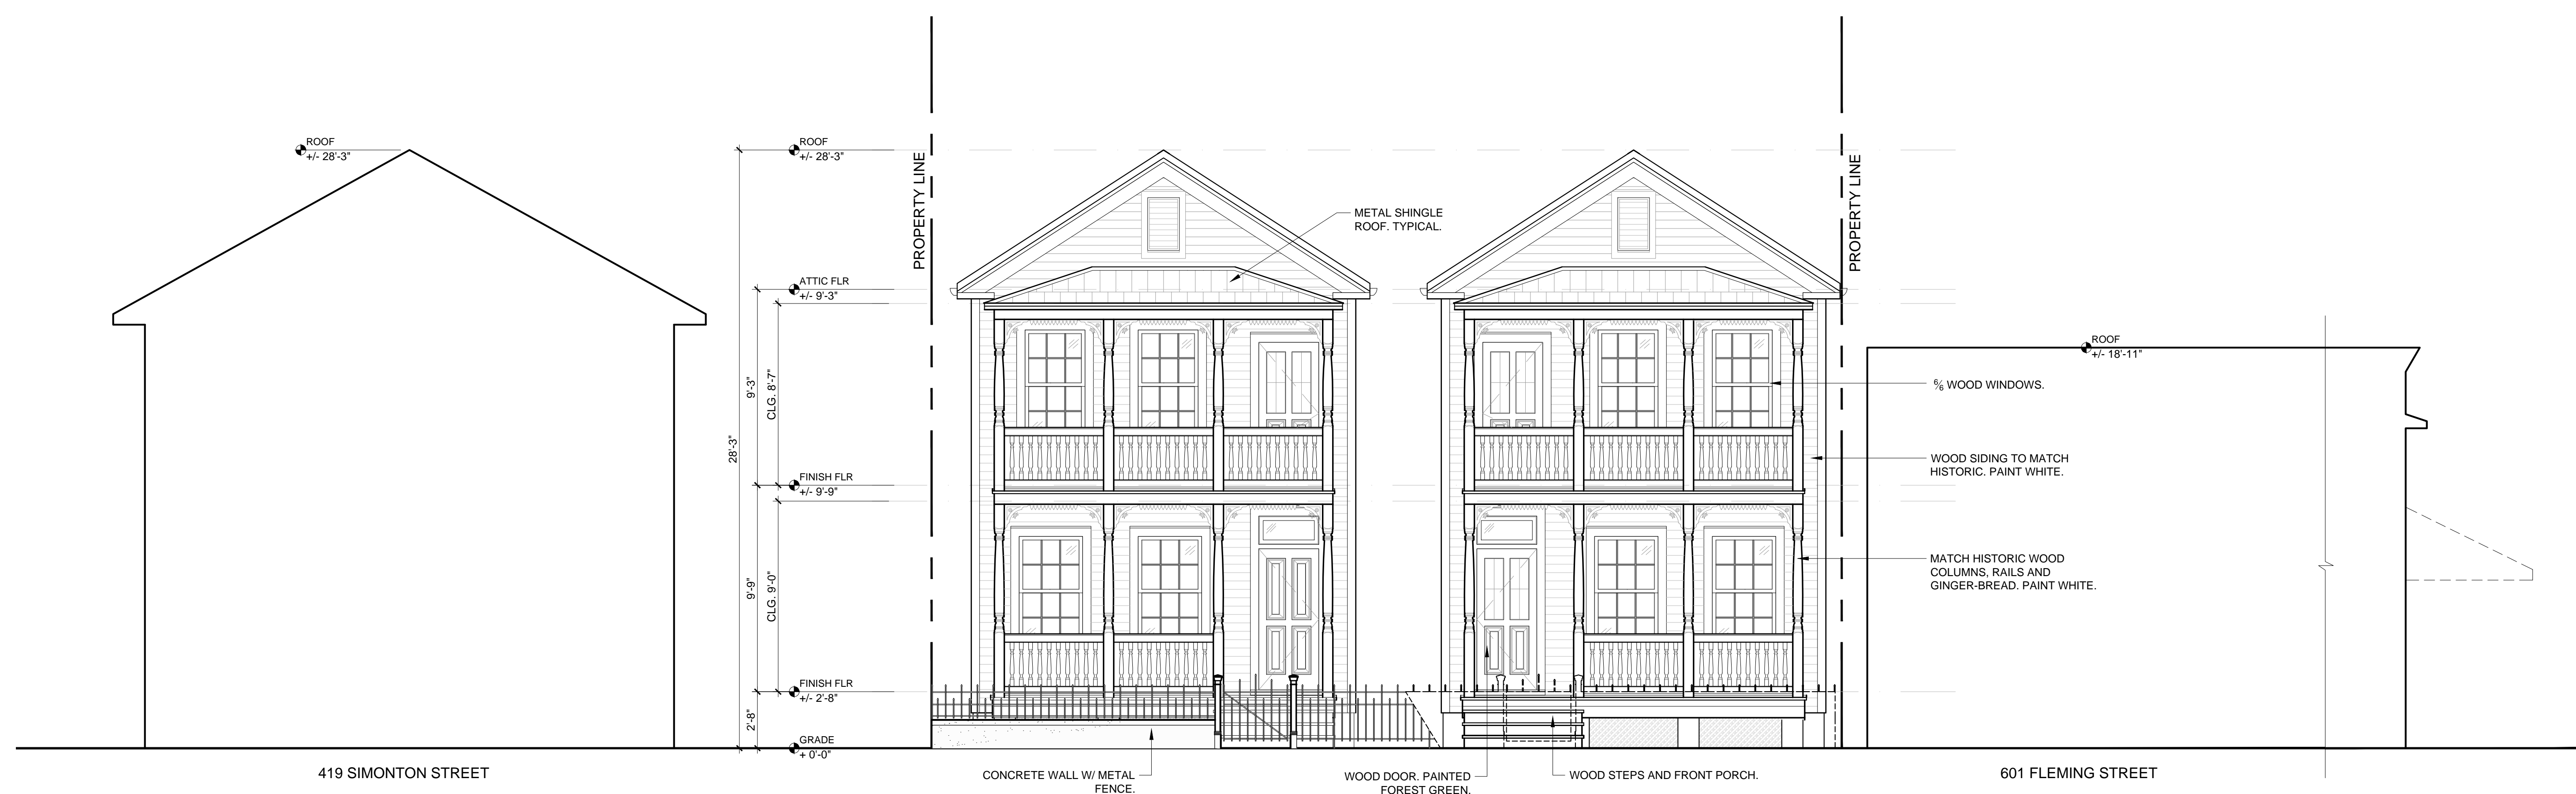 ROOF
+/- 28'-3"
ROOF
+/- 28'-3"
PROPERTY LINE
PROPERTY LINE
METAL SHINGLE
ROOF. TYPICAL.
ATTIC FLR
+/- 9'-3"
ROOF
+/- 18'-11"
9'-3"
CLG. 8'-7"
6/6 WOOD WINDOWS.
28'-3"
WOOD SIDING TO MATCH
HISTORIC. PAINT WHITE.
FINISH FLR
+/- 9'-9"
9'-9"
CLG. 9'-0"
MATCH HISTORIC WOOD
COLUMNS, RAILS AND
GINGER-BREAD. PAINT WHITE.
FINISH FLR
+/- 2'-8"
2'-8"
GRADE
+ 0'-0"
419 SIMONTON STREET
CONCRETE WALL W/ METAL
FENCE.
WOOD DOOR. PAINTED
FOREST GREEN.
WOOD STEPS AND FRONT PORCH.
601 FLEMING STREET